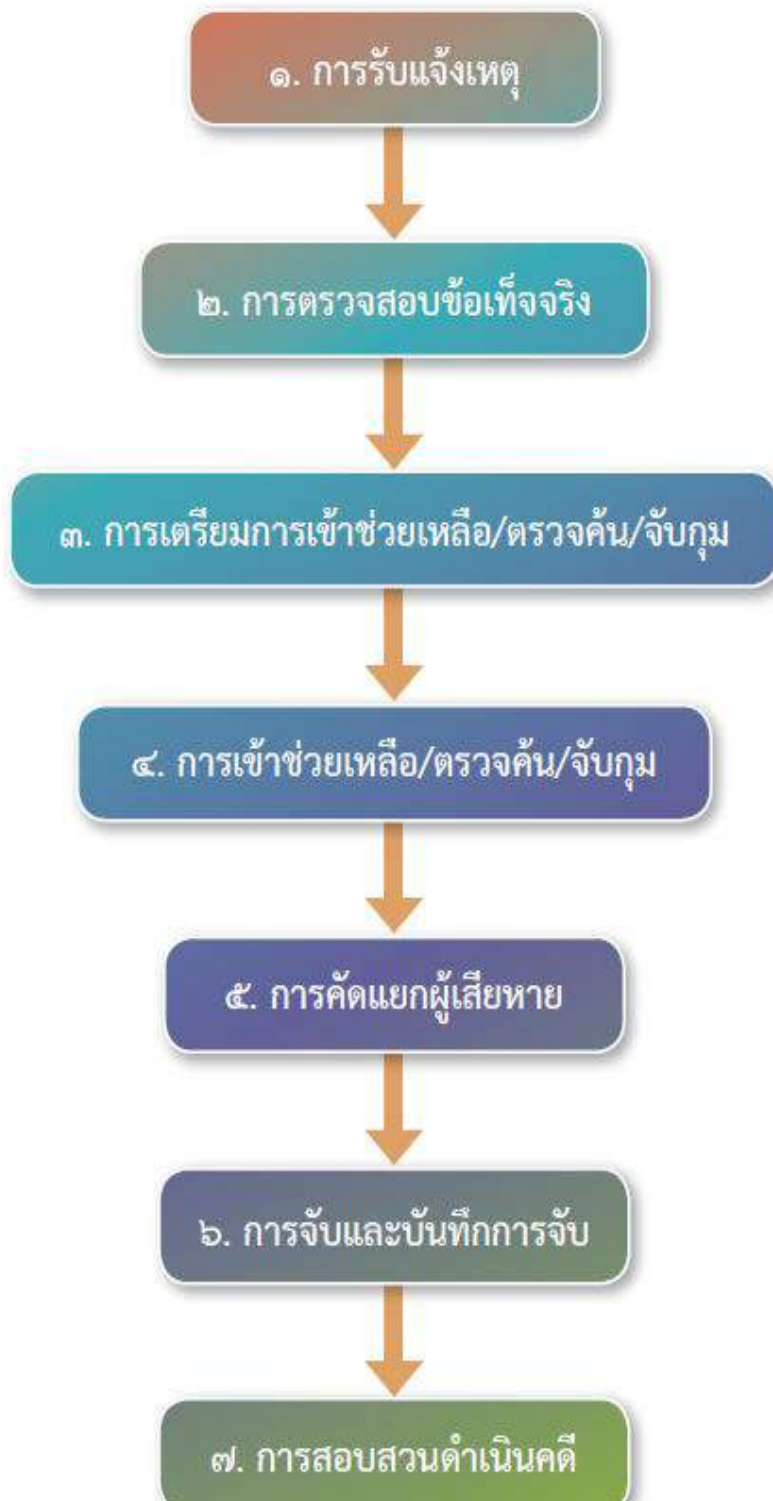 ๑. การรับแจ้งเหตุ
๒. การตรวจสอบข้อเท็จจริง
๓. การเตรียมการเข้าช่วยเหลือ/ตรวจค้น/จับกุม
๔. การเข้าช่วยเหลือ/ตรวจค้น/จับกุม
๕. การคัดแยกผู้เสียหาย
๖. การจับและบันทึกการจับ
๗. การสอบสวนดำเนินคดี